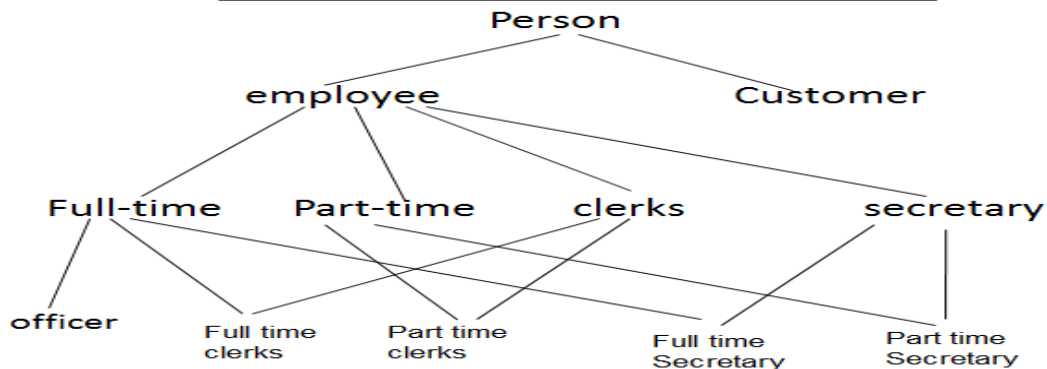 Person
employee Customer
Full-time Part-time clerks secretary
officer
Full time
clerks
Part time
clerks
Full time
Secretary
Part time
Secretary